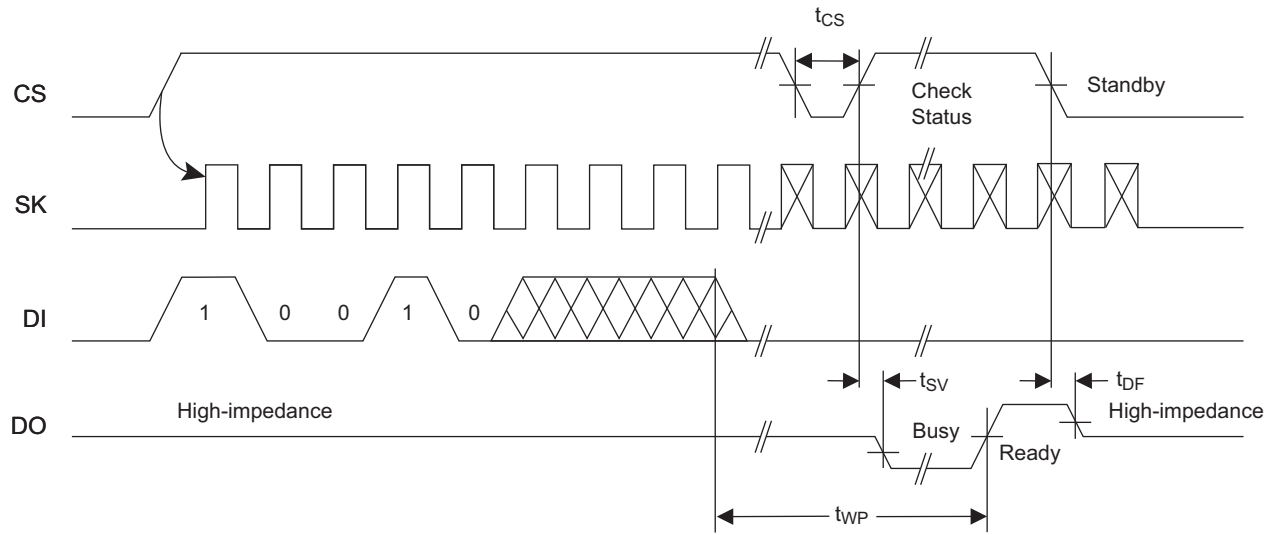 tCS
CS
Check
Status
Standby
SK
DI
1 0 0 1 0
tSV
tDF
DO
High-impedance
Busy
Ready
High-impedance
tWP